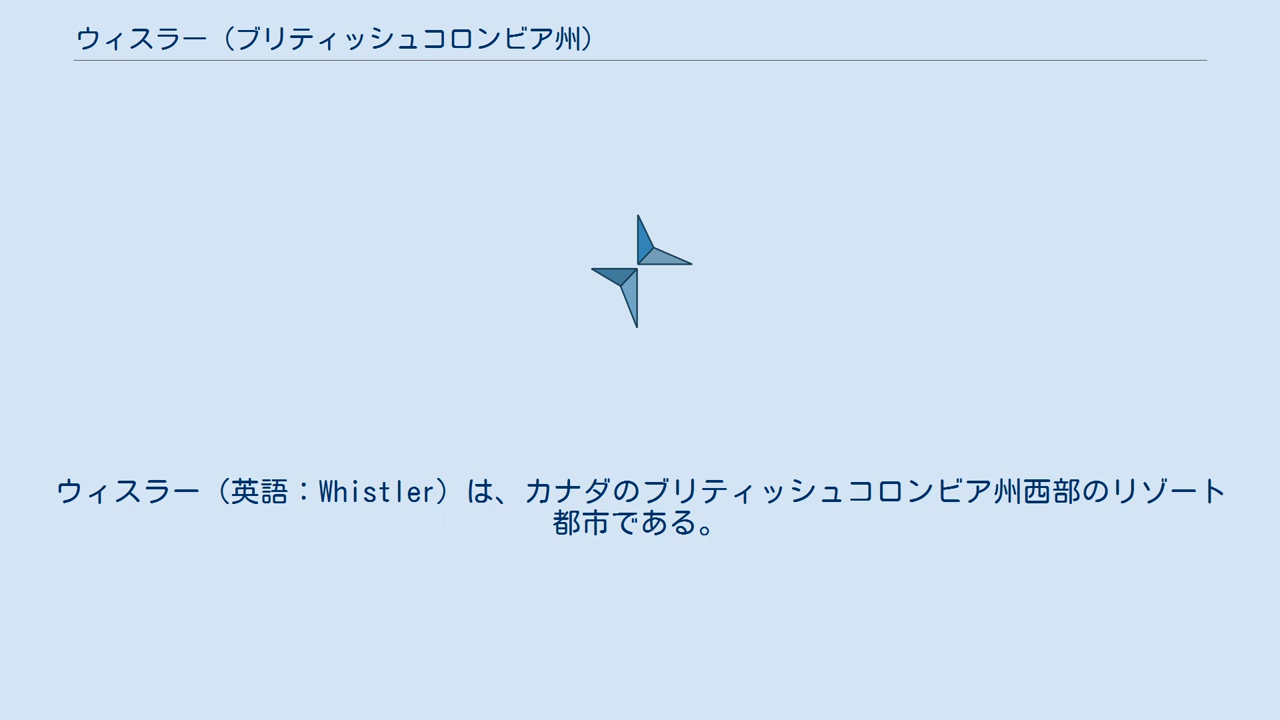 ウィスラー（ブリティッシュコロンビア州）
ウィスラー（英語：Whistler）は、カナダのブリティッシュコロンビア州西部のリゾート
都市である。